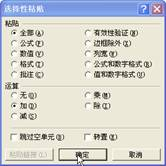 选择性粘贴
粘贴
全部(A) 有效性验证(N)
公式(F) 边框除外(X)
数值(V) 列宽(W)
格式(T) 公式和数字格式(R)
批注(C) 值和数字格式(U)
运算
无(O) 乘(M)
加(D) 除(I)
减(S)
跳过空单元(B) 转置(E)
粘贴链接(L) 确定 取消